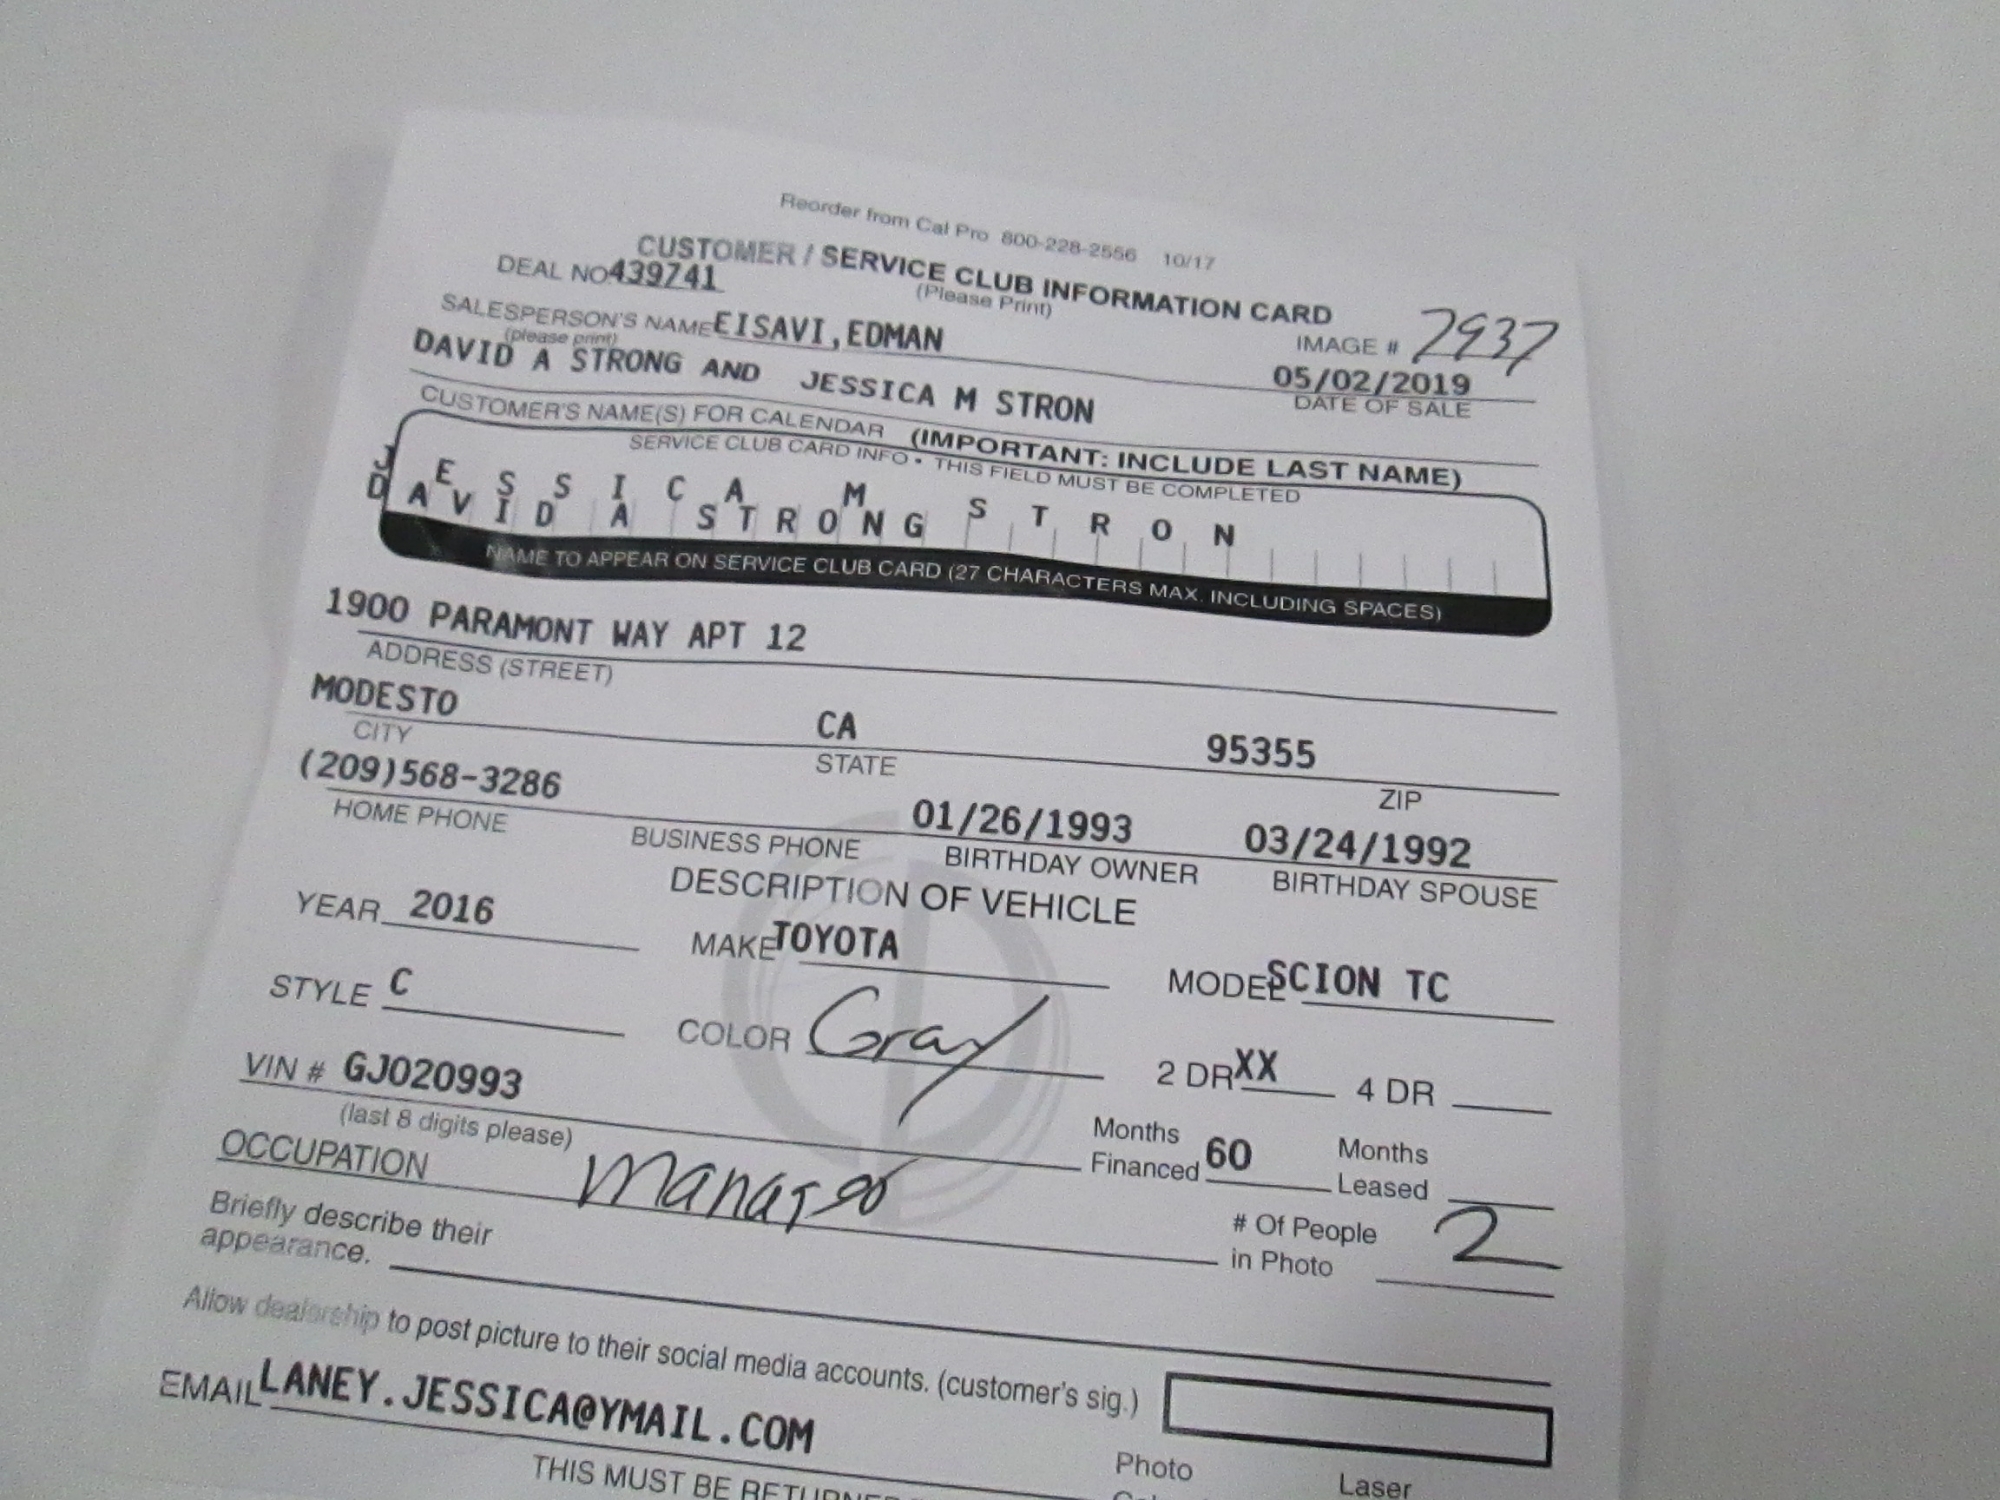 Reorder from Cal Pro 800-228-2556 10/17
CUSTOMER / SERVICE CLUB INFORMATION CARD
(Please Print)
DEAL NO 439741
IMAGE # 7937
SALESPERSON'S NAME EISAVI, EDMAN
(please print)
05/02/2019
DATE OF SALE
DAVID A STRONG AND JESSICA M STRON
CUSTOMER'S NAME(S) FOR CALENDAR (IMPORTANT: INCLUDE LAST NAME)
SERVICE CLUB CARD INFO • THIS FIELD MUST BE COMPLETED
JESSICA M STRON
DAVID A STRONG
NAME TO APPEAR ON SERVICE CLUB CARD (27 CHARACTERS MAX. INCLUDING SPACES)
1900 PARAMONT WAY APT 12
ADDRESS (STREET)
MODESTO CA 95355
CITY STATE ZIP
(209)568-3286 01/26/1993 03/24/1992
HOME PHONE BUSINESS PHONE BIRTHDAY OWNER BIRTHDAY SPOUSE
DESCRIPTION OF VEHICLE
YEAR 2016 MAKE TOYOTA MODEL SCION TC
STYLE C COLOR Gray 2 DR XX 4 DR
VIN # GJ020993
(last 8 digits please)
Months Financed 60 Months Leased
OCCUPATION Manager
# Of People in Photo 2
Briefly describe their
appearance.
Allow dealership to post picture to their social media accounts. (customer's sig.)
EMAIL LANEY.JESSICA@YMAIL.COM
Photo Laser
THIS MUST BE